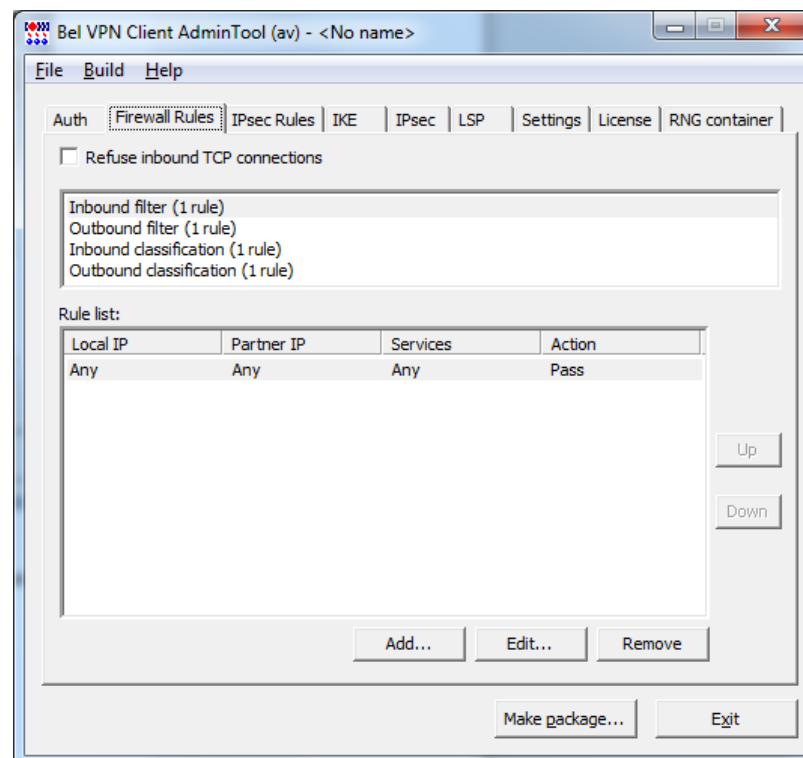 Bel VPN Client AdminTool (av) - <No name>
File Build Help
Auth Firewall Rules IPsec Rules IKE IPsec LSP Settings License RNG container
Refuse inbound TCP connections
Inbound filter (1 rule)
Outbound filter (1 rule)
Inbound classification (1 rule)
Outbound classification (1 rule)
Rule list:
Local IP Partner IP Services Action
Any Any Any Pass
Up
Down
Add... Edit... Remove
Make package... Exit